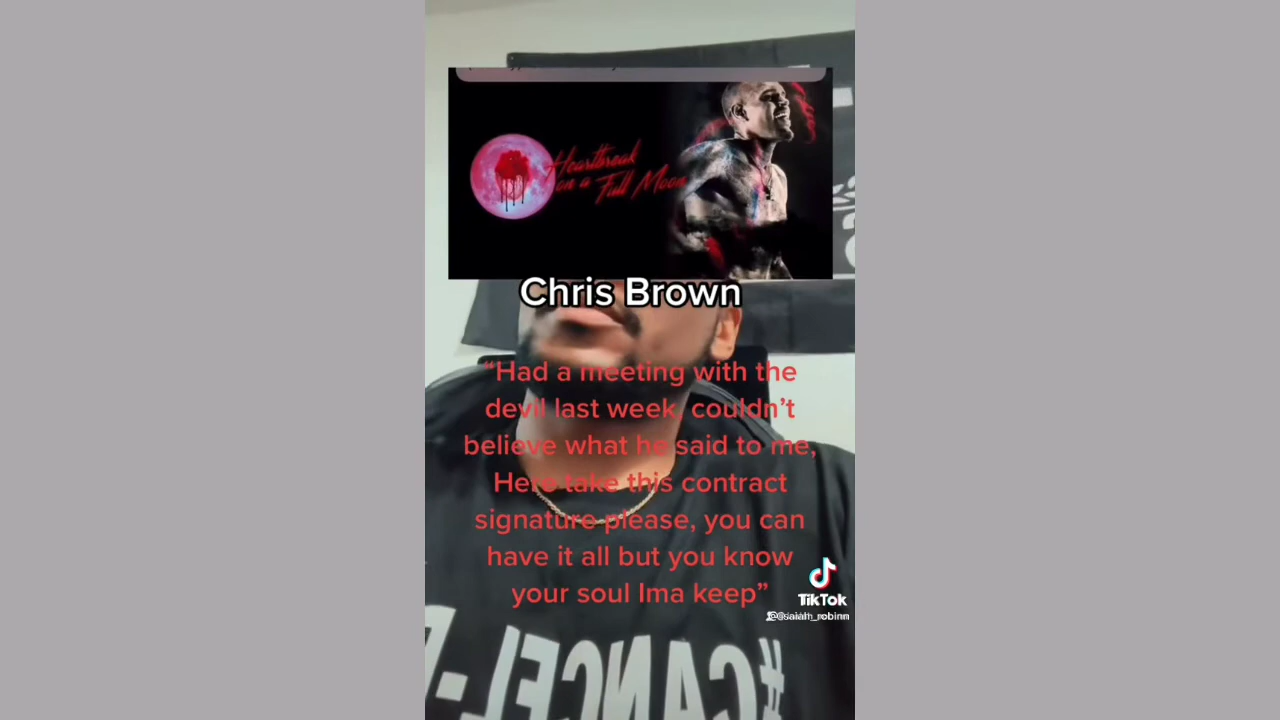 Heartbreak
on a Full Moon
Chris Brown
“Had a meeting with the
devil last week, couldn’t
believe what he said to me,
Here take this contract
signature please, you can
have it all but you know
your soul Ima keep”
TikTok
#CANCEL-